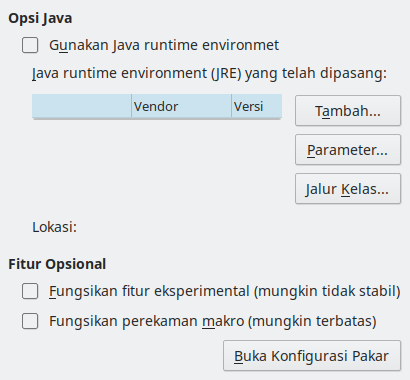 Opsi Java
Gunakan Java runtime environmet
Java runtime environment (JRE) yang telah dipasang:
Vendor Versi
Tambah...
Parameter...
Jalur Kelas...
Lokasi:
Fitur Opsional
Fungsikan fitur eksperimental (mungkin tidak stabil)
Fungsikan perekaman makro (mungkin terbatas)
Buka Konfigurasi Pakar